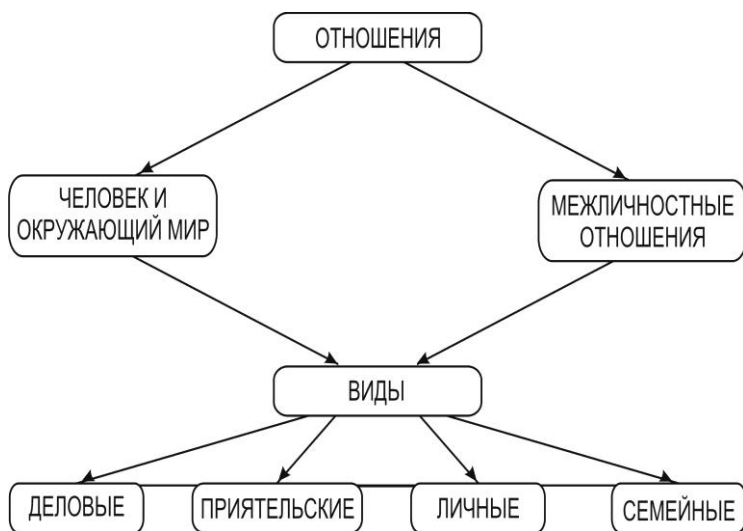 ОТНОШЕНИЯ
ЧЕЛОВЕК И
ОКРУЖАЮЩИЙ МИР
МЕЖЛИЧНОСТНЫЕ
ОТНОШЕНИЯ
ВИДЫ
ДЕЛОВЫЕ
ПРИЯТЕЛЬСКИЕ
ЛИЧНЫЕ
СЕМЕЙНЫЕ